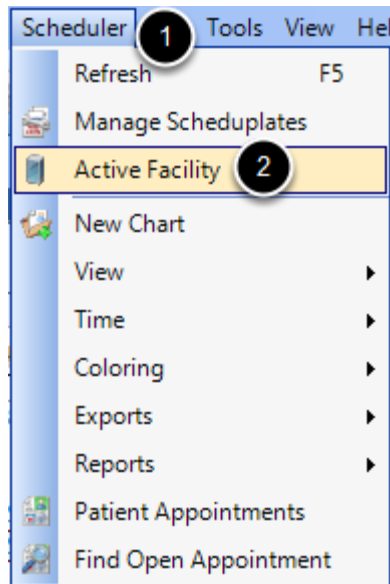 Scheduler 1 Tools View Hel
Refresh F5
Manage Scheduplates
Active Facility 2
New Chart
View
Time
Coloring
Exports
Reports
Patient Appointments
Find Open Appointment